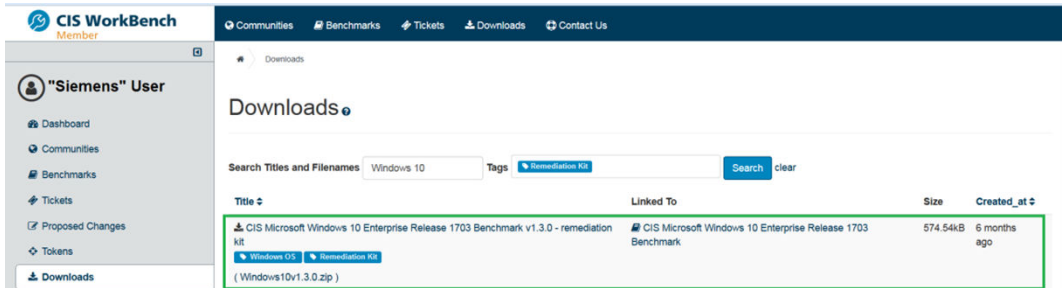 CIS WorkBench
Member
Communities Benchmarks Tickets Downloads Contact Us
"Siemens" User
Dashboard
Communities
Benchmarks
Tickets
Proposed Changes
Tokens
Downloads
Downloads
Downloads
Search Titles and Filenames Windows 10 Tags Remediation Kit Search clear
Title Linked To Size Created_at
CIS Microsoft Windows 10 Enterprise Release 1703 Benchmark v1.3.0 - remediation
kit
Windows OS Remediation Kit
( Windows10v1.3.0.zip )
CIS Microsoft Windows 10 Enterprise Release 1703
Benchmark
574.54kB
6 months
ago